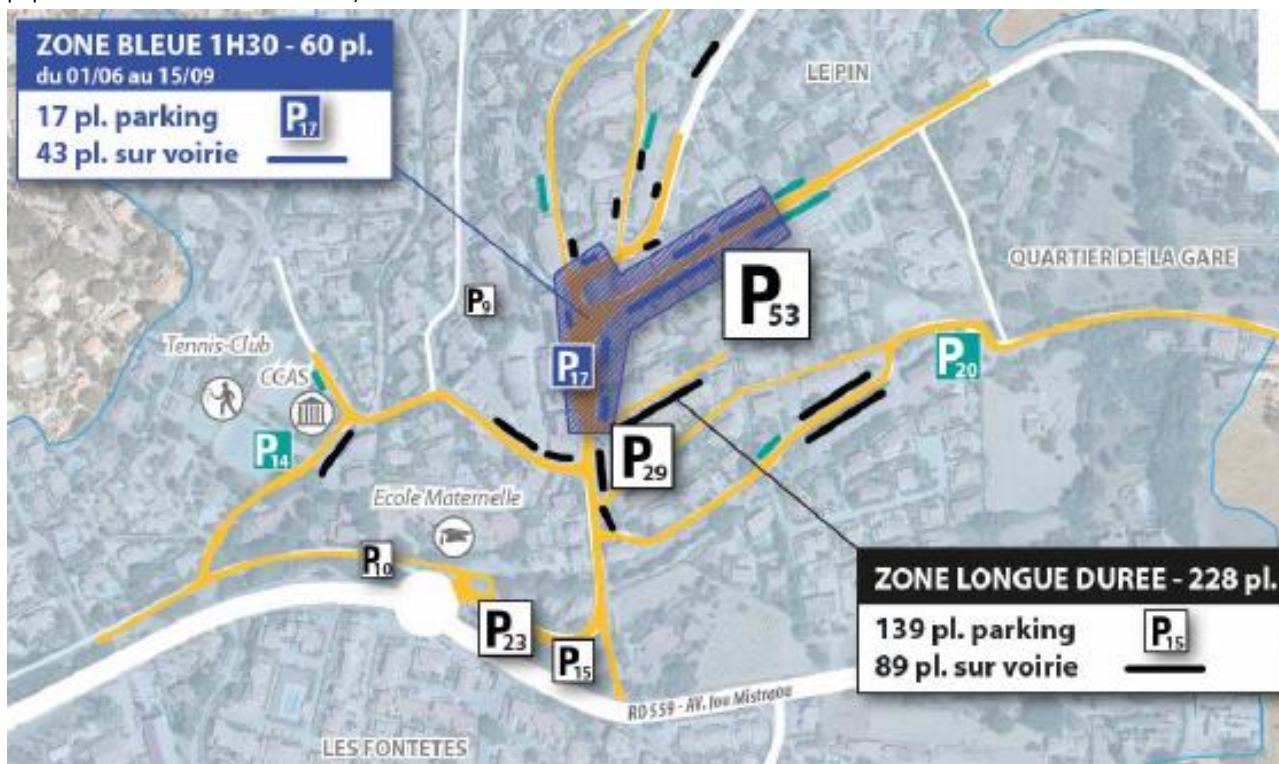 ZONE BLEUE 1H30 - 60 pl.
du 01/06 au 15/09
17 pl. parking P17
43 pl. sur voirie
LE PIN
QUARTIER DE LA GARE
P53
P9
Tennis-Club
CCAS
P17
P20
P14
P29
Ecole Maternelle
P10
ZONE LONGUE DUREE - 228 pl.
139 pl. parking P15
89 pl. sur voirie
P23
P15
RD 559 - AV. lou Mistraou
LES FONTETES